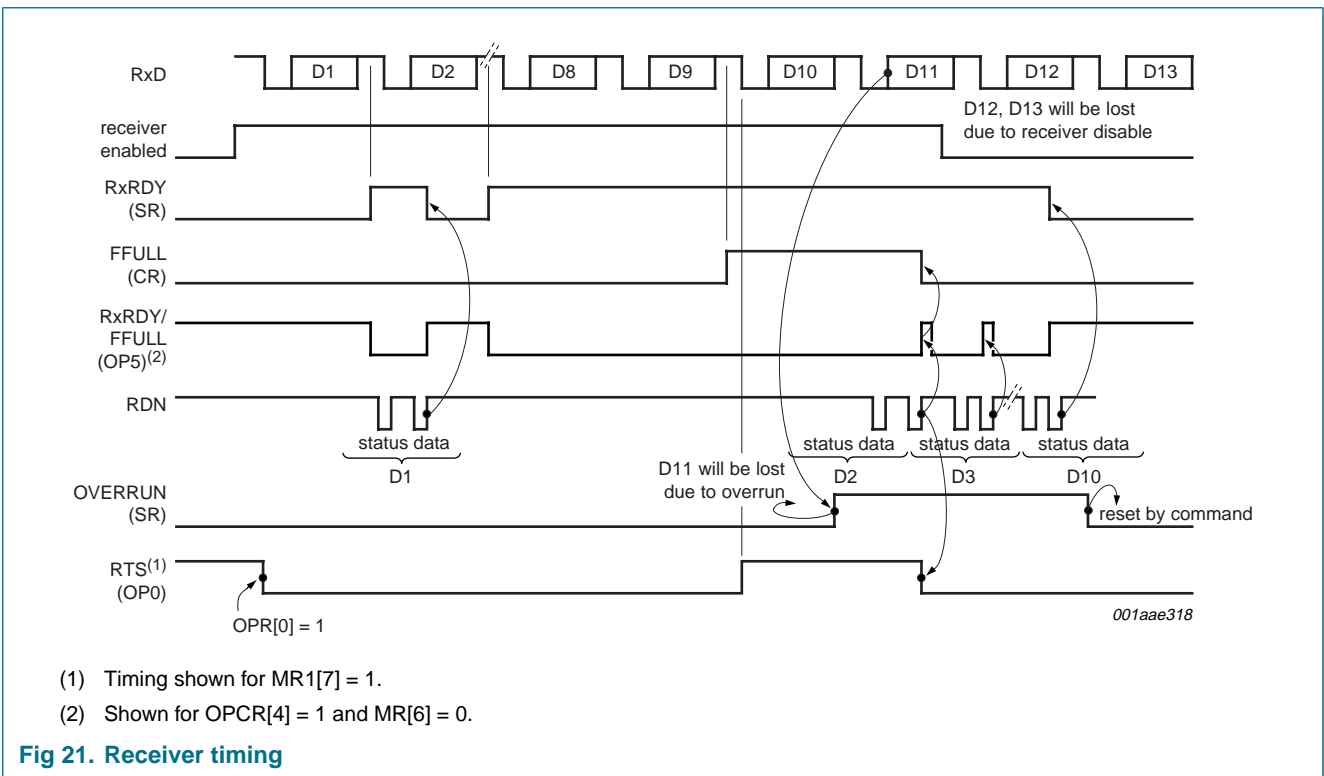 RxD
D1
D2
D8
D9
D10
D11
D12
D13
D12, D13 will be lost
due to receiver disable
receiver
enabled
RxRDY
(SR)
FFULL
(CR)
RxRDY/
FFULL
(OP5)(2)
RDN
status data
D1
status data
D2
status data
D3
status data
D10
D11 will be lost
due to overrun
OVERRUN
(SR)
reset by command
RTS(1)
(OP0)
OPR[0] = 1
001aae318
(1) Timing shown for MR1[7] = 1.
(2) Shown for OPCR[4] = 1 and MR[6] = 0.
Fig 21. Receiver timing